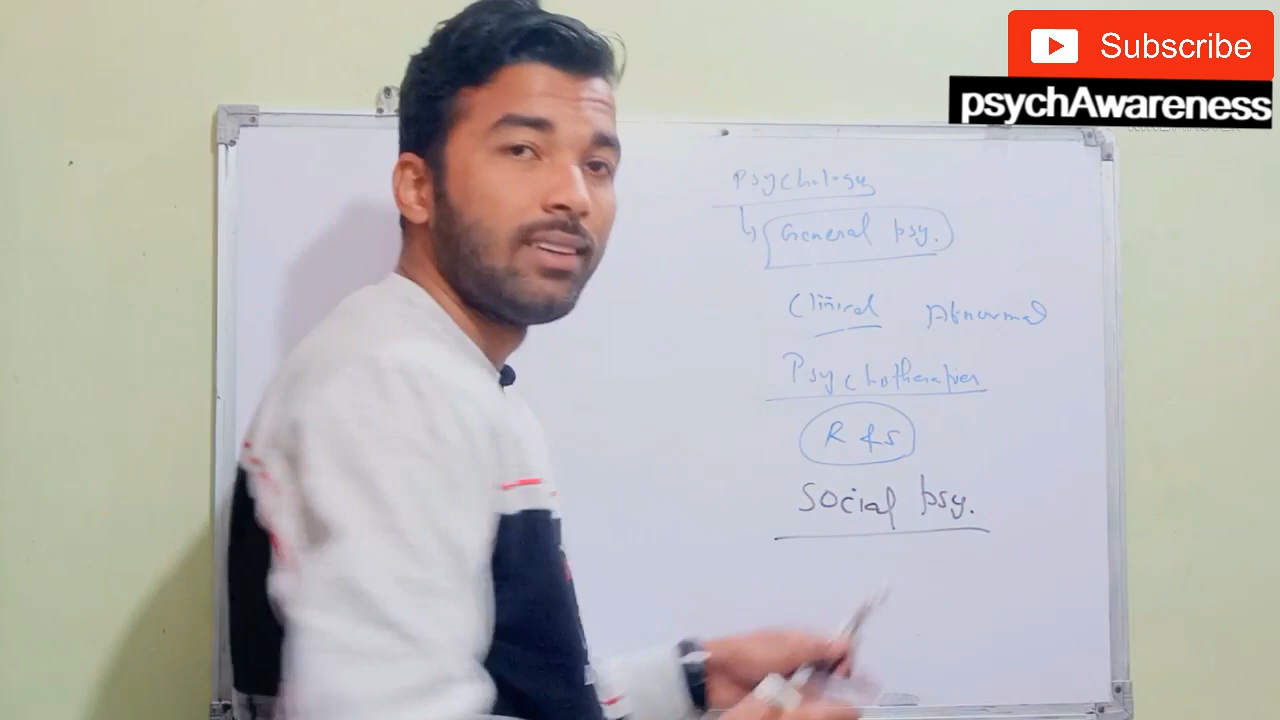 Subscribe
psychAwareness
Psychology
General psy.
Clinical Abnormal
Psychotherapies
R &s
Social psy.